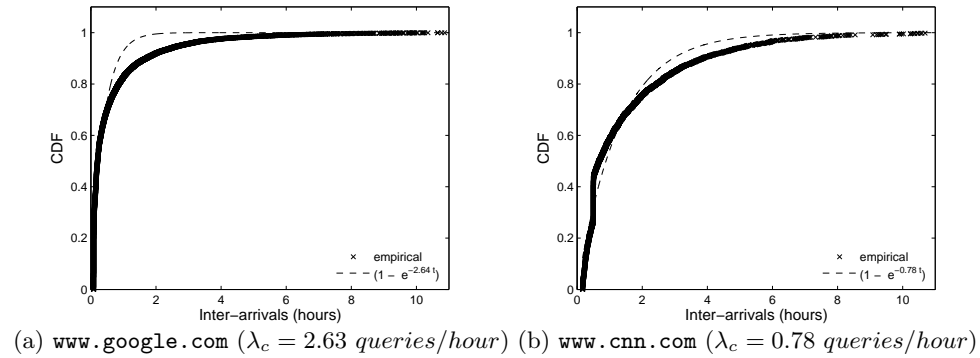 1
0.8
0.6
0.4
0.2
0
CDF
0 2 4 6 8 10
Inter−arrivals (hours)
empirical
(1 − e^−2.64 t)
1
0.8
0.6
0.4
0.2
0
CDF
0 2 4 6 8 10
Inter−arrivals (hours)
empirical
(1 − e^−0.78 t)
(a) www.google.com (λc = 2.63 queries/hour) (b) www.cnn.com (λc = 0.78 queries/hour)